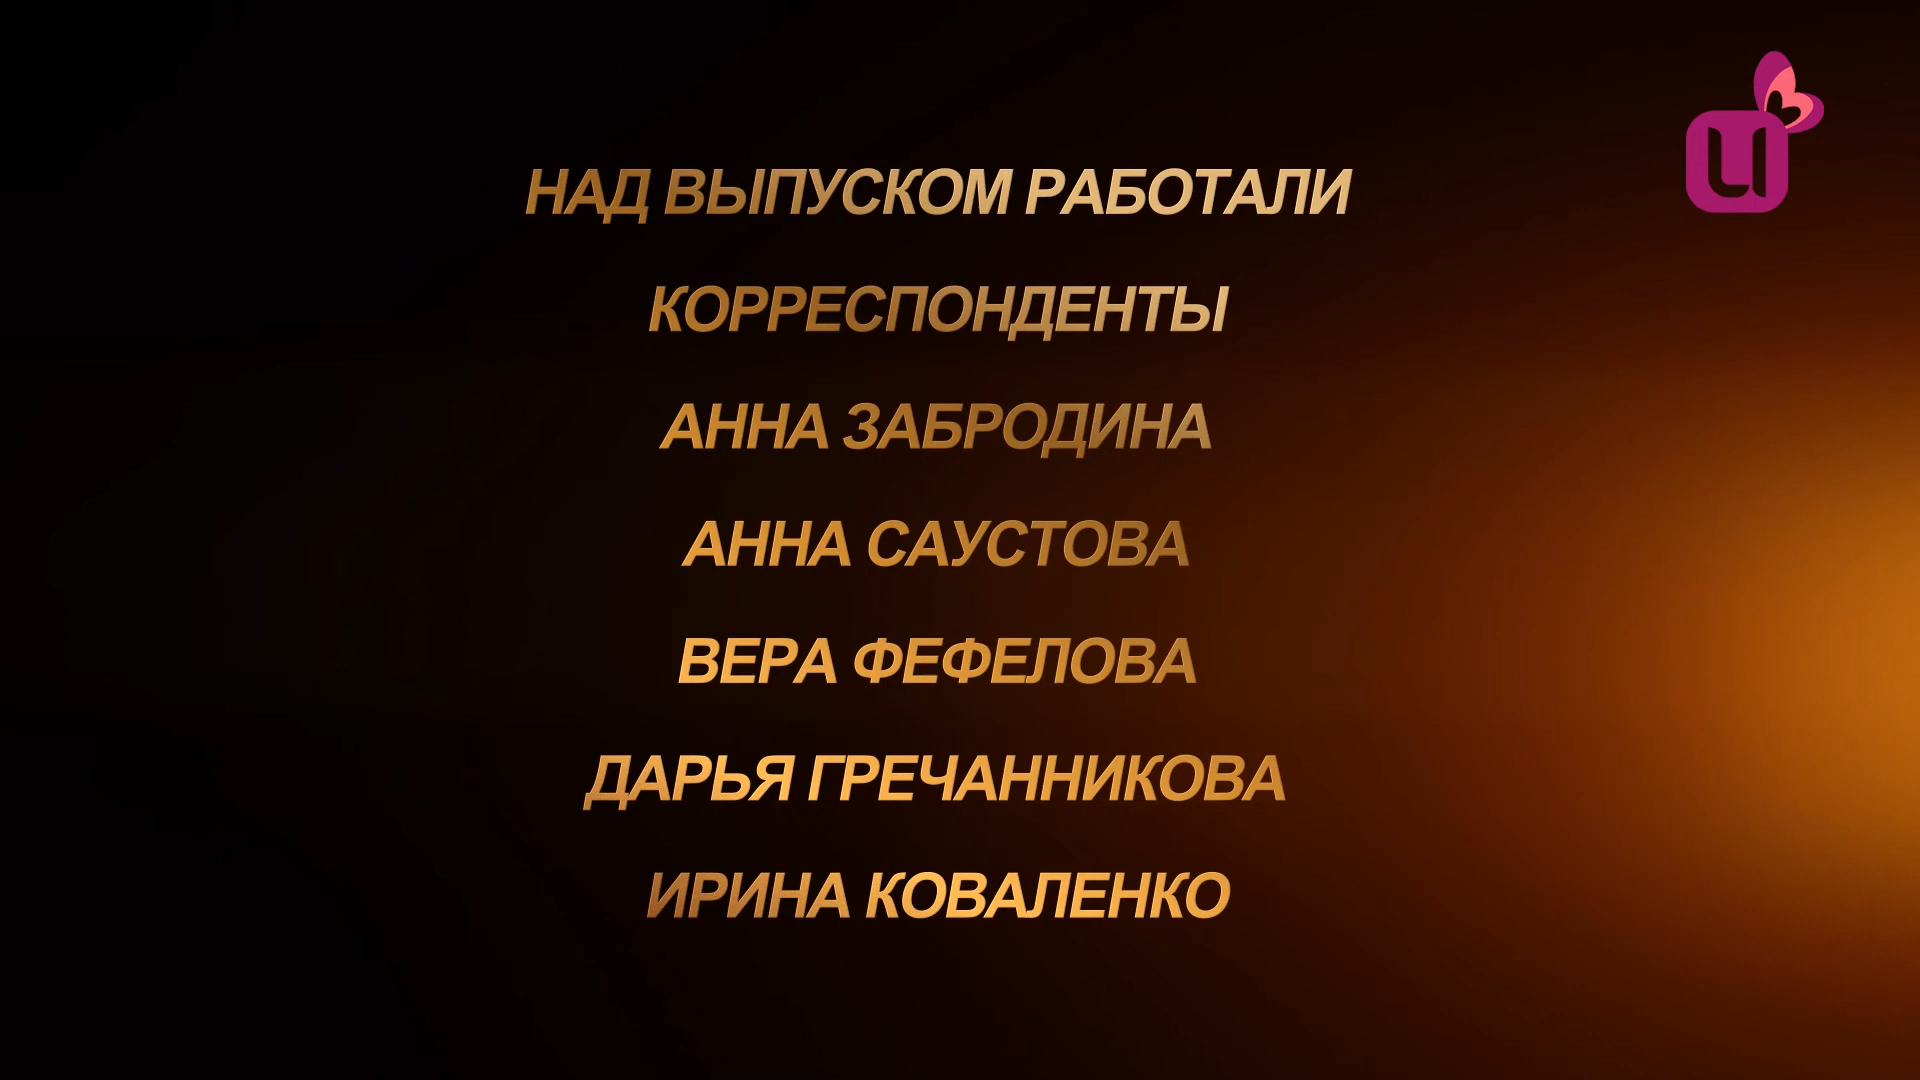 НАД ВЫПУСКОМ РАБОТАЛИ
КОРРЕСПОНДЕНТЫ
АННА ЗАБРОДИНА
АННА САУСТОВА
ВЕРА ФЕФЕЛОВА
ДАРЬЯ ГРЕЧАННИКОВА
ИРИНА КОВАЛЕНКО